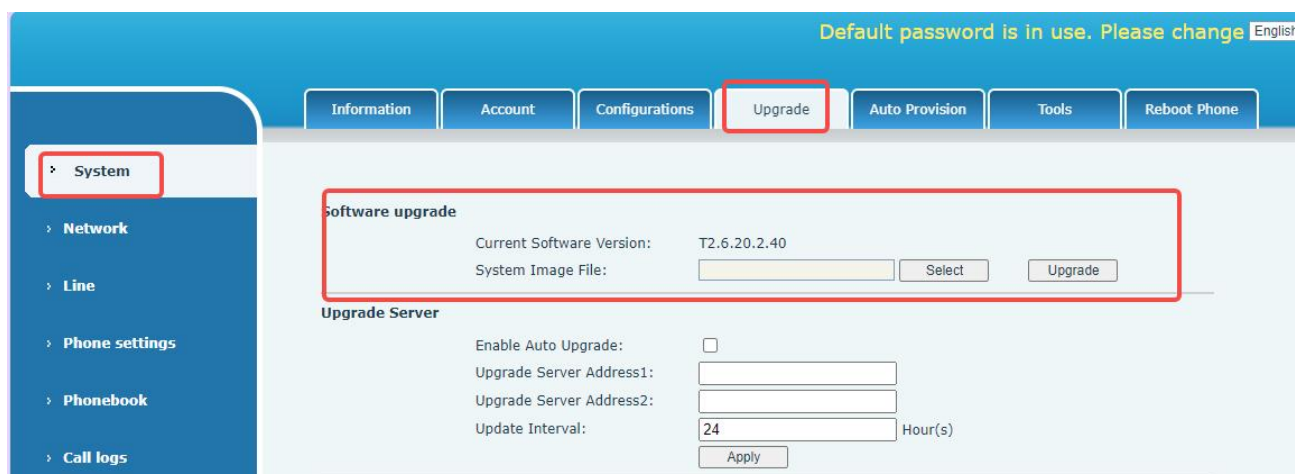 Default password is in use. Please change English
Information Account Configurations Upgrade Auto Provision Tools Reboot Phone
› System
› Network
› Line
› Phone settings
› Phonebook
› Call logs
Software upgrade
Current Software Version: T2.6.20.2.40
System Image File: Select Upgrade
Upgrade Server
Enable Auto Upgrade:
Upgrade Server Address1:
Upgrade Server Address2:
Update Interval: 24 Hour(s)
Apply